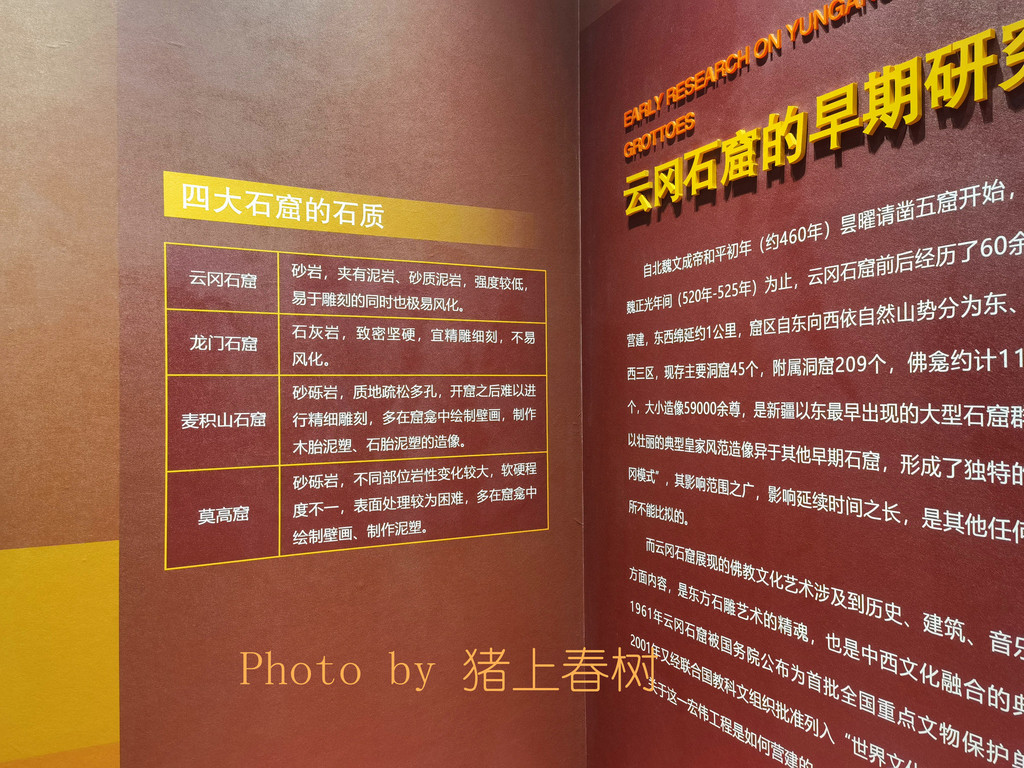 四大石窟的石质
云冈石窟
砂岩，夹有泥岩、砂质泥岩，强度较低，
易于雕刻的同时也极易风化。
龙门石窟
石灰岩，致密坚硬，宜精雕细刻，不易
风化。
麦积山石窟
砂砾岩，质地疏松多孔，开窟之后难以进
行精细雕刻，多在窟龛中绘制壁画，制作
木胎泥塑、石胎泥塑的造像。
莫高窟
砂砾岩，不同部位岩性变化较大，软硬程
度不一，表面处理较为困难，多在窟龛中
绘制壁画、制作泥塑。
EARLY RESEARCH ON YUNGANG
GROTTOES
云冈石窟的早期研究
自北魏文成帝和平初年（约460年）昙曜请凿五窟开始，
魏正光年间（520年-525年）为止，云冈石窟前后经历了60余
营建，东西绵延约1公里，窟区自东向西依自然山势分为东、
西三区，现存主要洞窟45个，附属洞窟209个，佛龛约计11
个，大小造像59000余尊，是新疆以东最早出现的大型石窟群
以壮丽的典型皇家风范造像异于其他早期石窟，形成了独特的
冈模式”，其影响范围之广，影响延续时间之长，是其他任何
所不能比拟的。
而云冈石窟展现的佛教文化艺术涉及到历史、建筑、音乐
方面内容，是东方石雕艺术的精魂，也是中西文化融合的典
1961年云冈石窟被国务院公布为首批全国重点文物保护单
2001年又经联合国教科文组织批准列入“世界文化
关于这一宏伟工程是如何营建的
Photo by 猪上春树